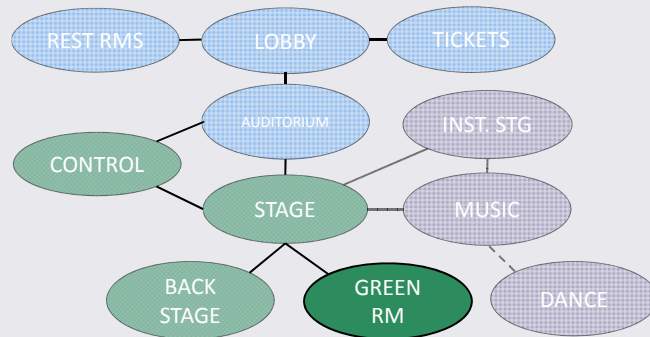 REST RMS
LOBBY
TICKETS
AUDITORIUM
INST. STG
CONTROL
STAGE
MUSIC
BACK
STAGE
GREEN
RM
DANCE